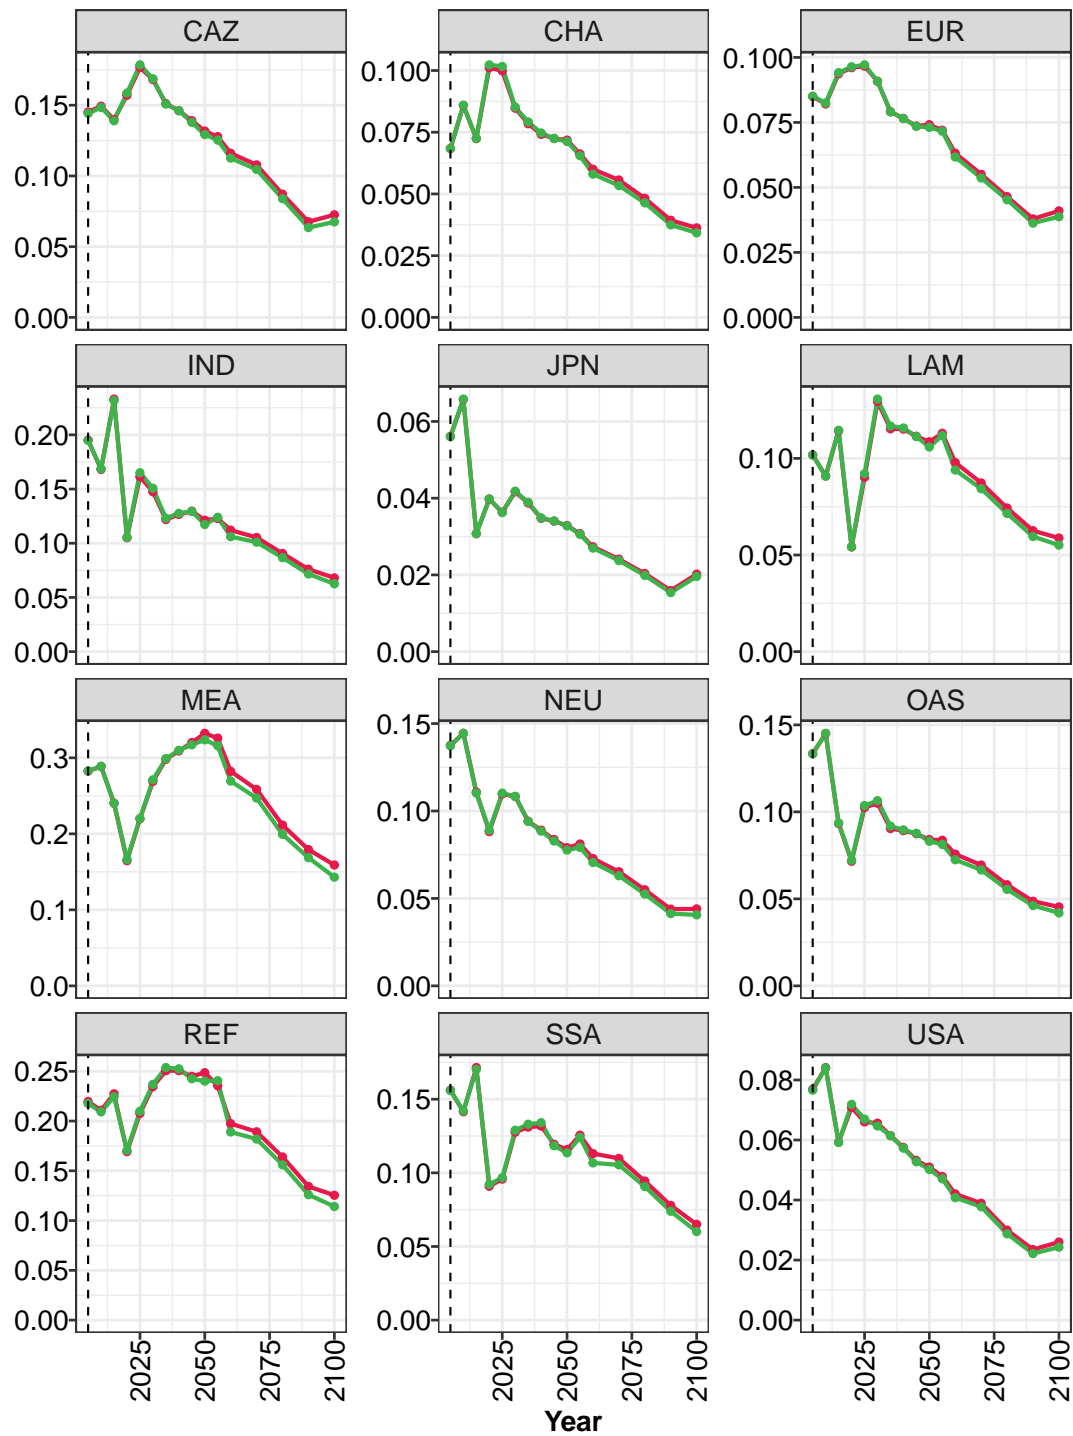 CAZ CHA EUR
0.15 0.100 0.100
0.10 0.075 0.075
0.05 0.050 0.050
0.00 0.025 0.025
0.000 0.000
IND JPN LAM
0.20 0.06 0.10
0.15 0.04 0.05
0.10 0.02 0.00
0.05 0.00
0.00
MEA NEU OAS
0.3 0.15 0.15
0.2 0.10 0.10
0.1 0.05 0.05
0.0 0.00 0.00
REF SSA USA
0.25 0.15 0.08
0.20 0.10 0.06
0.15 0.05 0.04
0.10 0.00 0.02
0.05 0.00
0.00
2025 2050 2075 2100 2025 2050 2075 2100 2025 2050 2075 2100
Year